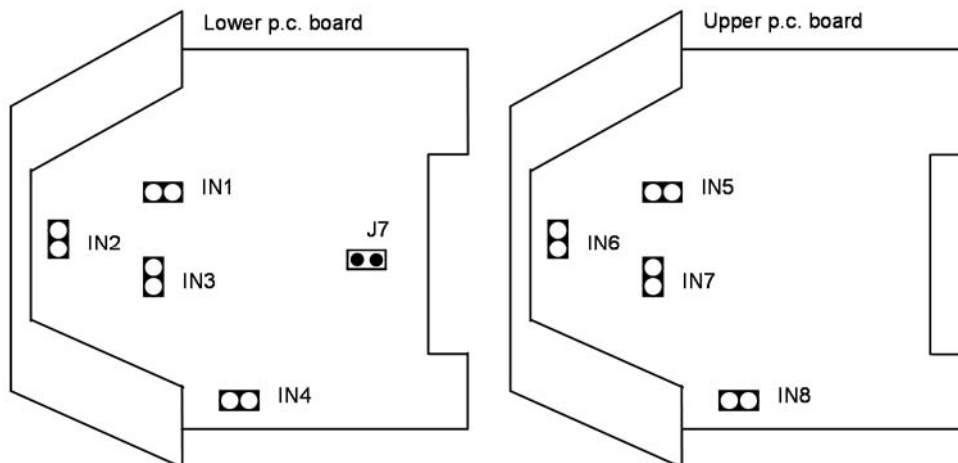 Lower p.c. board
IN1
IN2
IN3
J7
IN4
Upper p.c. board
IN5
IN6
IN7
IN8